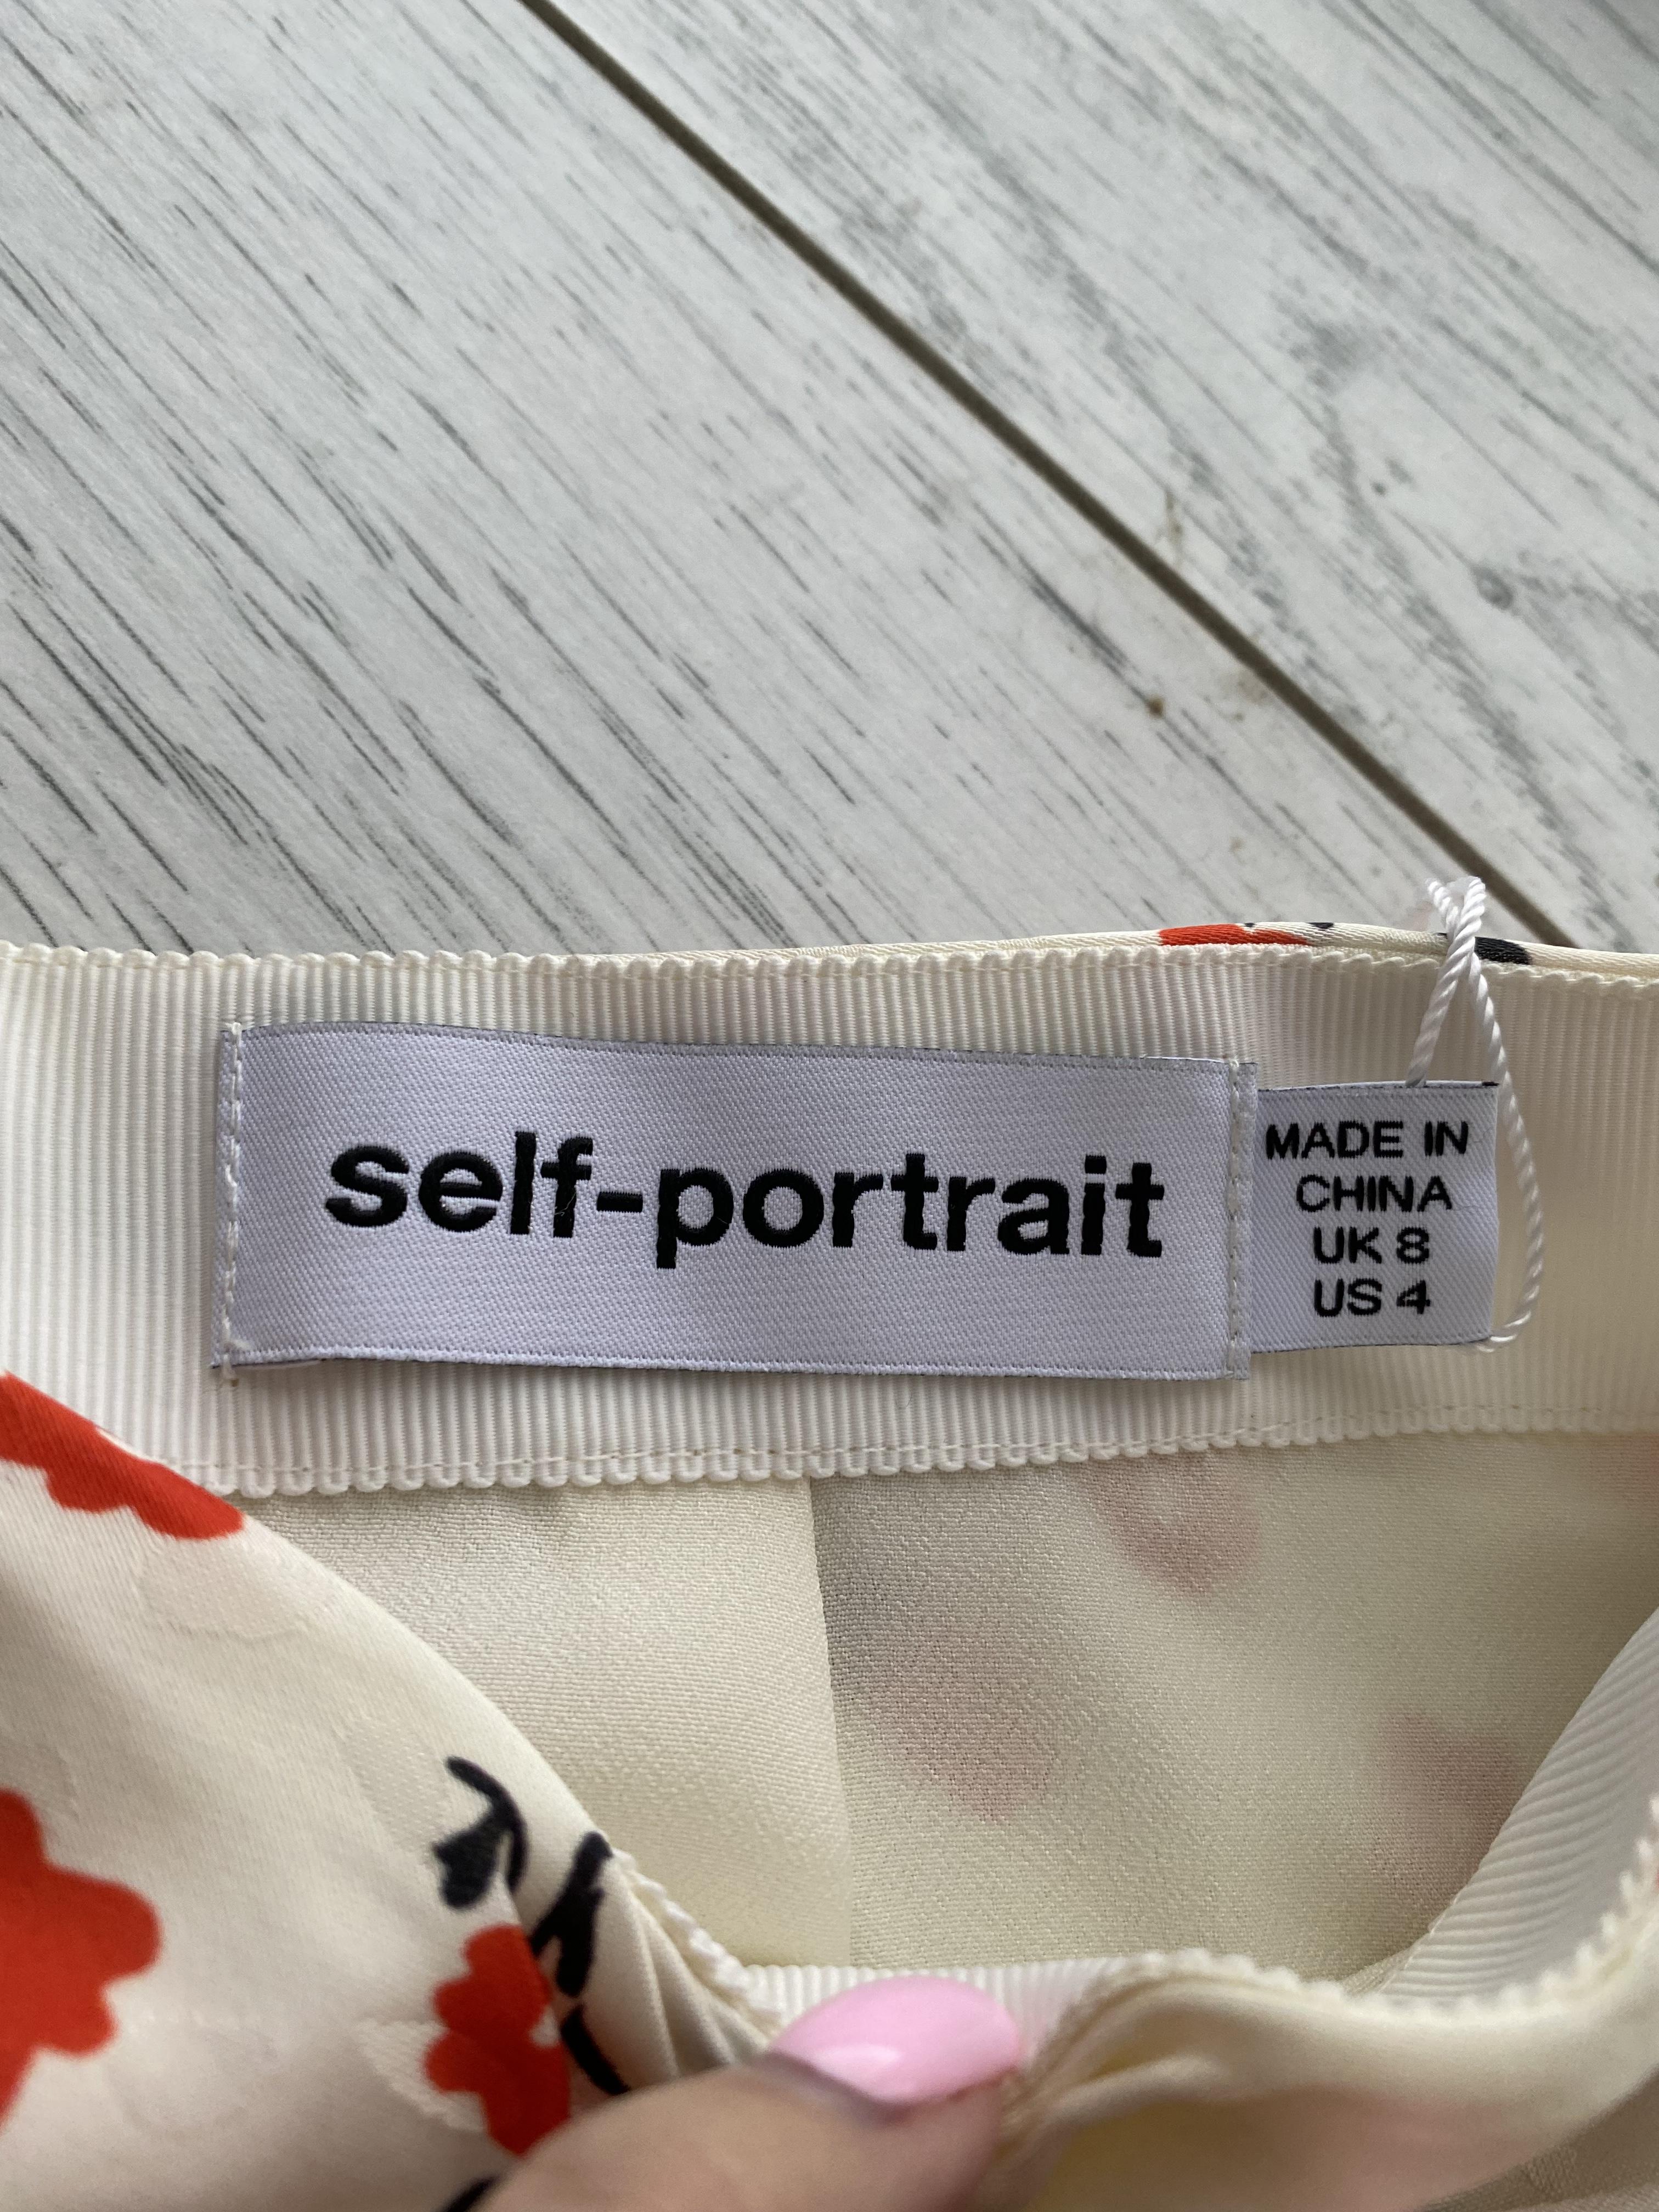 self-portrait
MADE IN
CHINA
UK 8
US 4